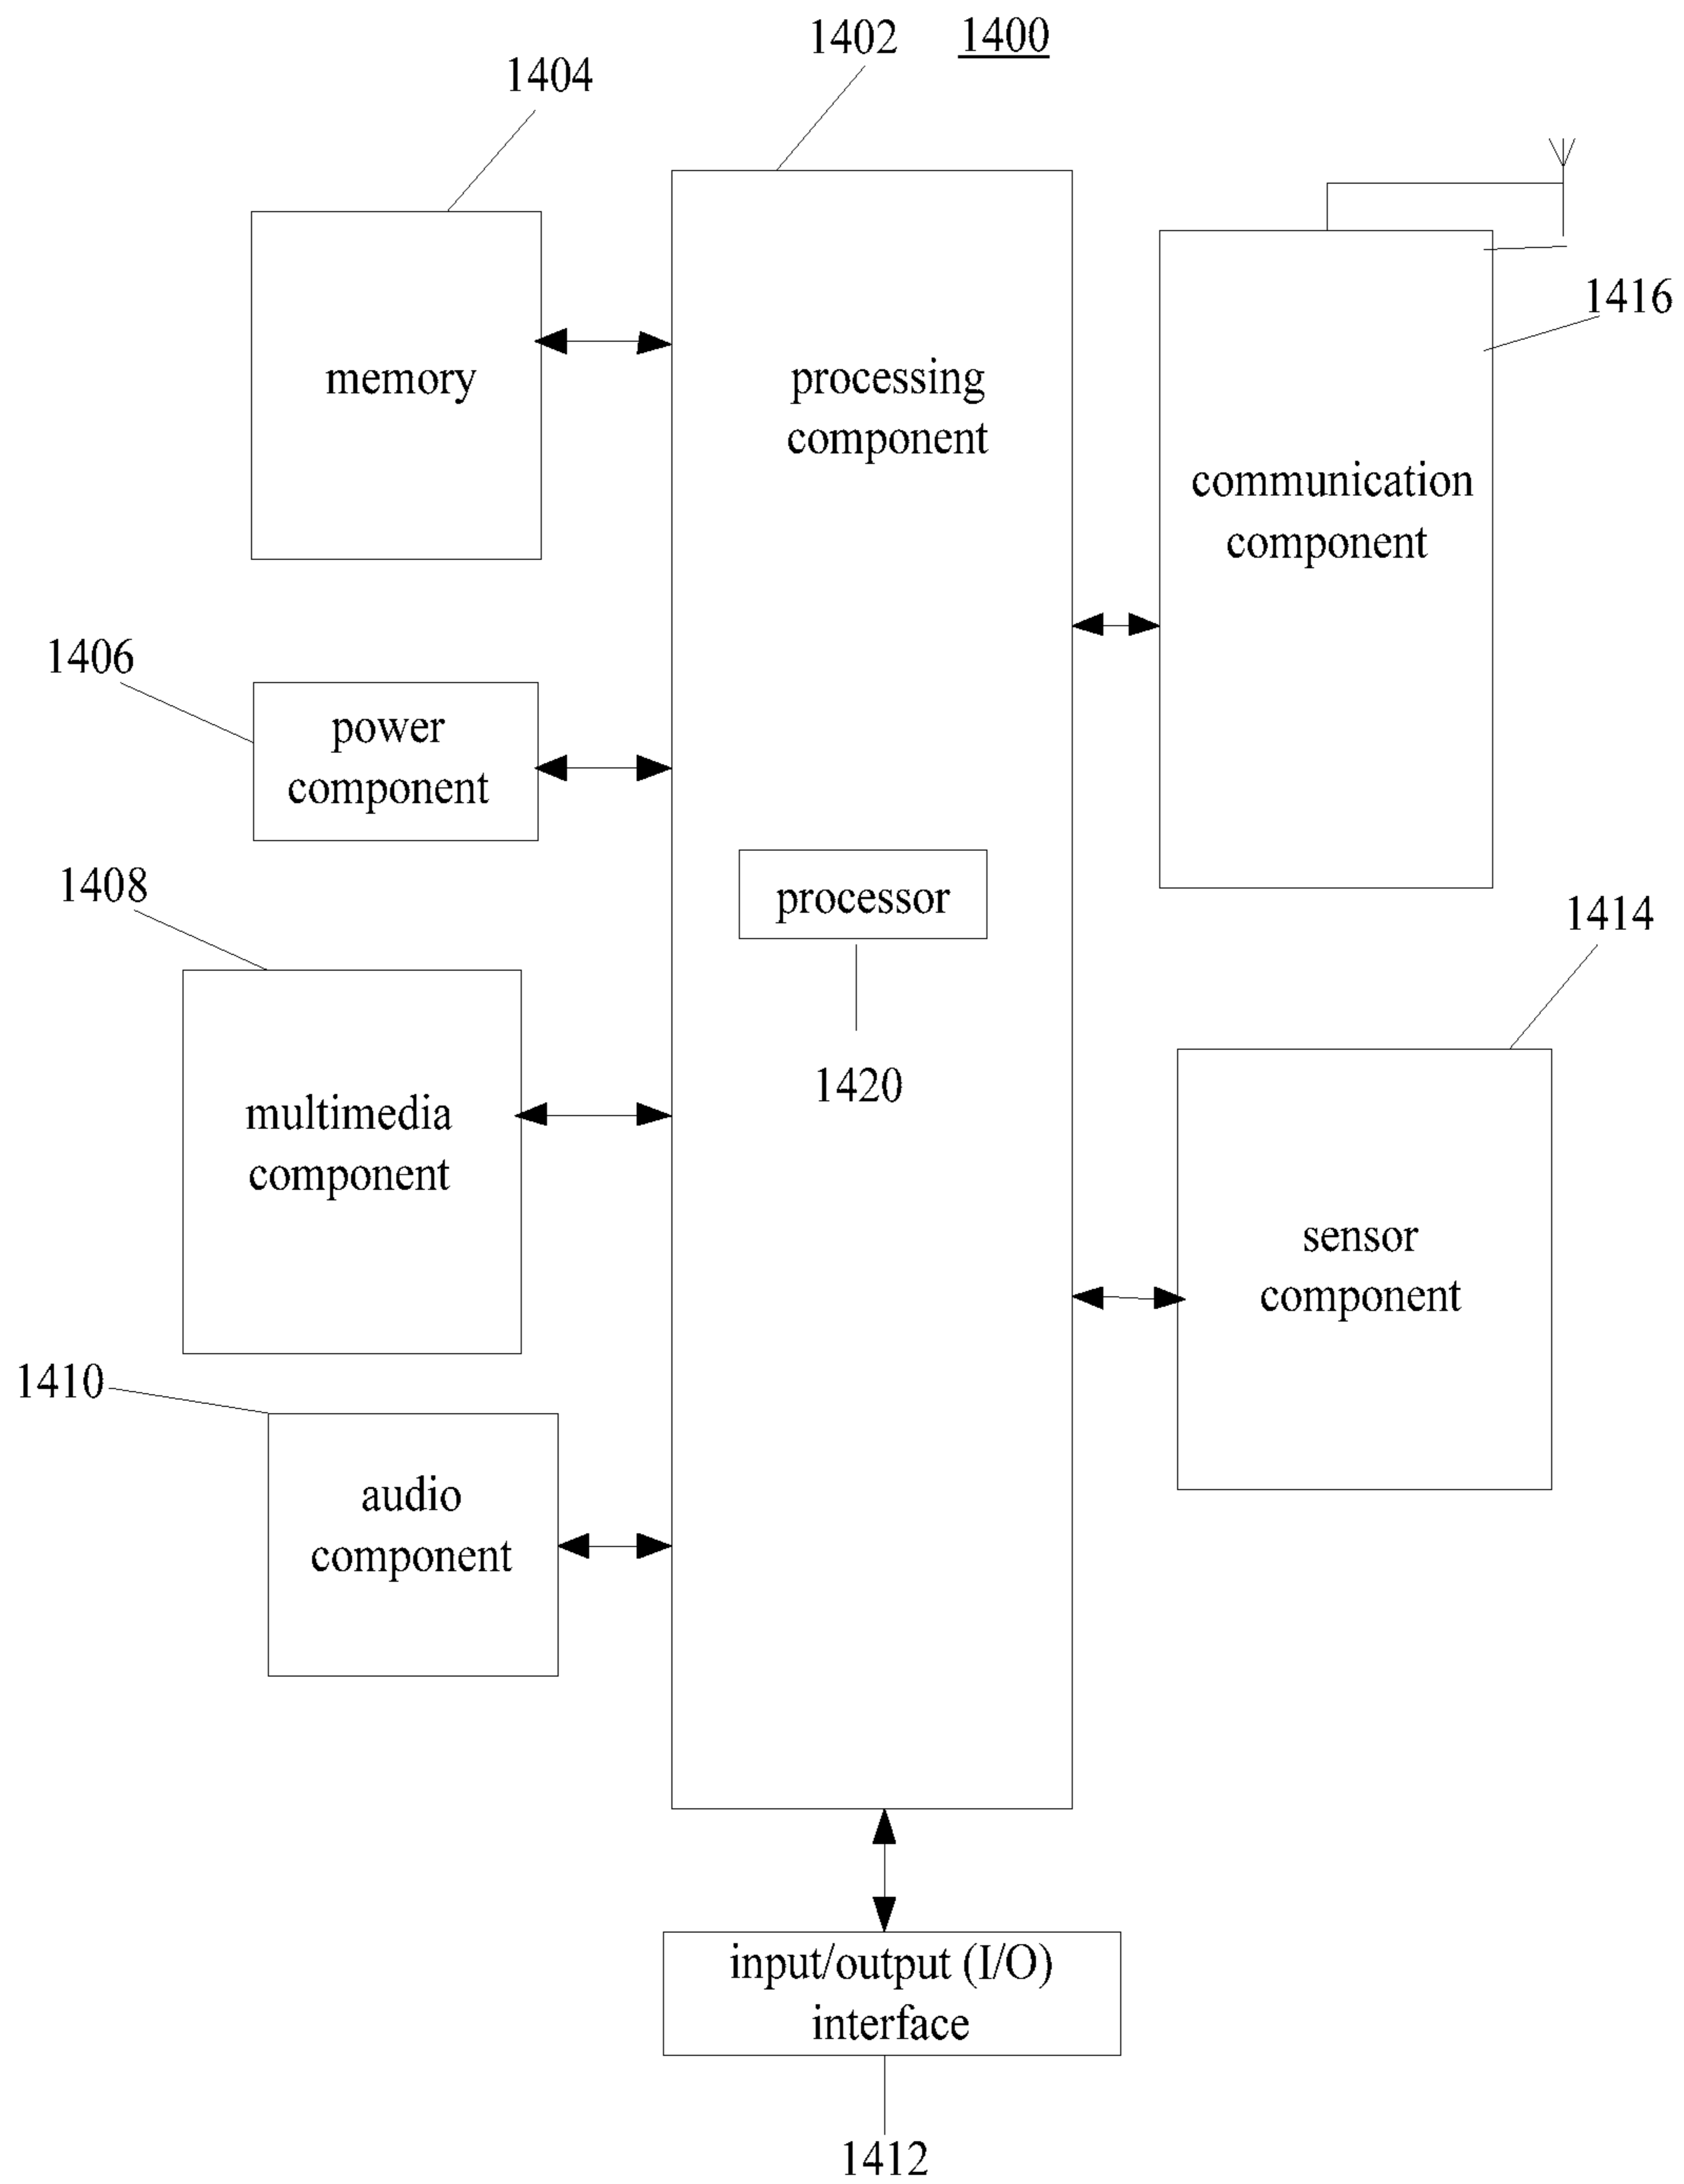 1402
1400
1404
memory
processing
component
1416
communication
component
1406
power
component
1408
processor
1414
1420
multimedia
component
sensor
component
1410
audio
component
input/output (I/O)
interface
1412